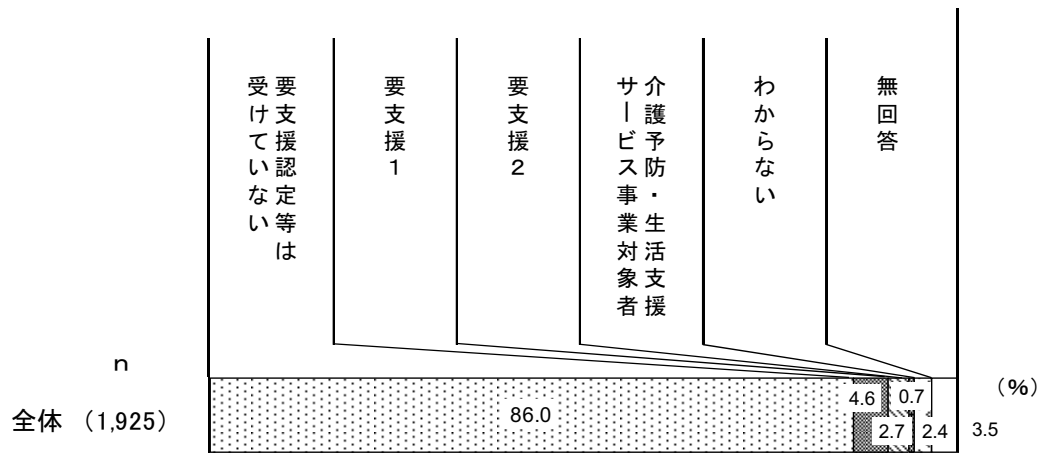 要支援認定等は
受けていない
要支援１
要支援２
介護予防・生活支援
サービス事業対象者
わからない
無回答
ｎ
(％)
全体 （1,925）
86.0
4.6
2.7
0.7
2.4
3.5